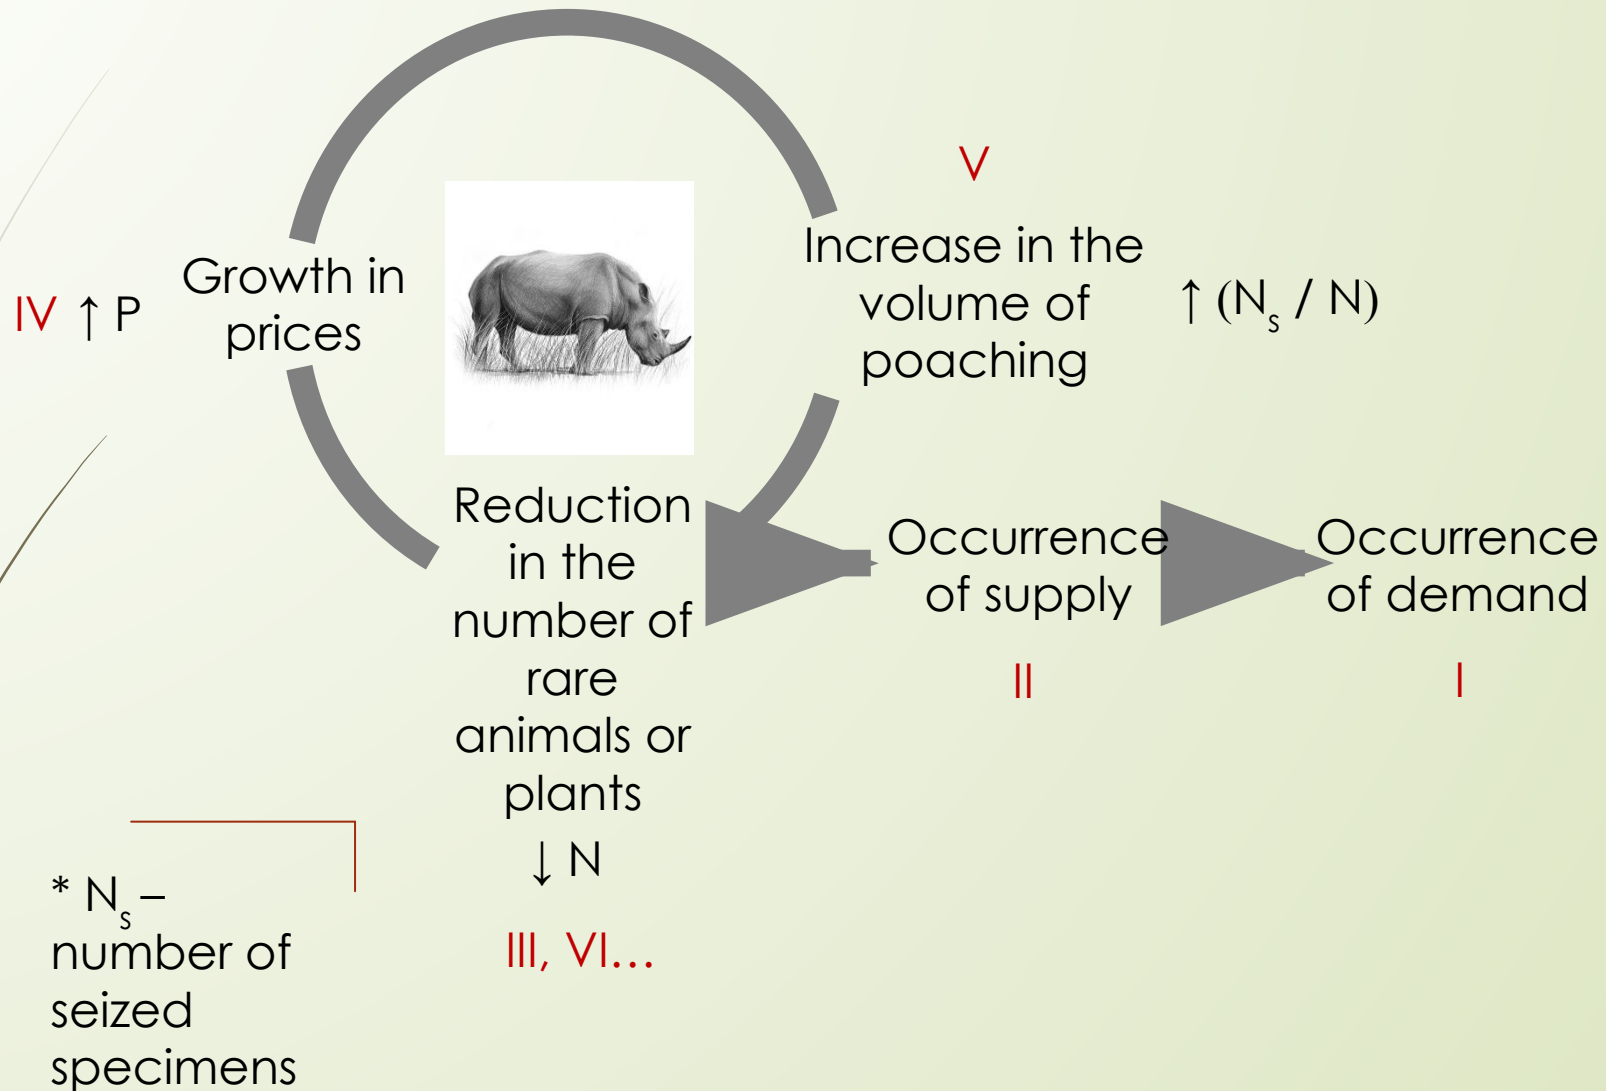 V
IV ↑ P
Growth in
prices
Increase in the
volume of
poaching
↑ (Nₛ / N)
Reduction
in the
number of
rare
animals or
plants
↓ N
III, VI…
Occurrence
of supply
II
Occurrence
of demand
I
* Nₛ –
number of
seized
specimens